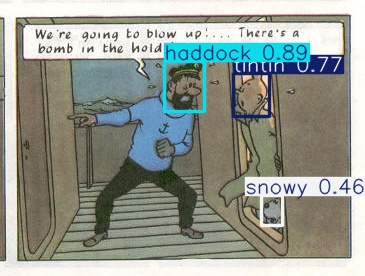 We're going to blow up!... There's a
bomb in the hold
haddock 0.89
tintin 0.77
snowy 0.46